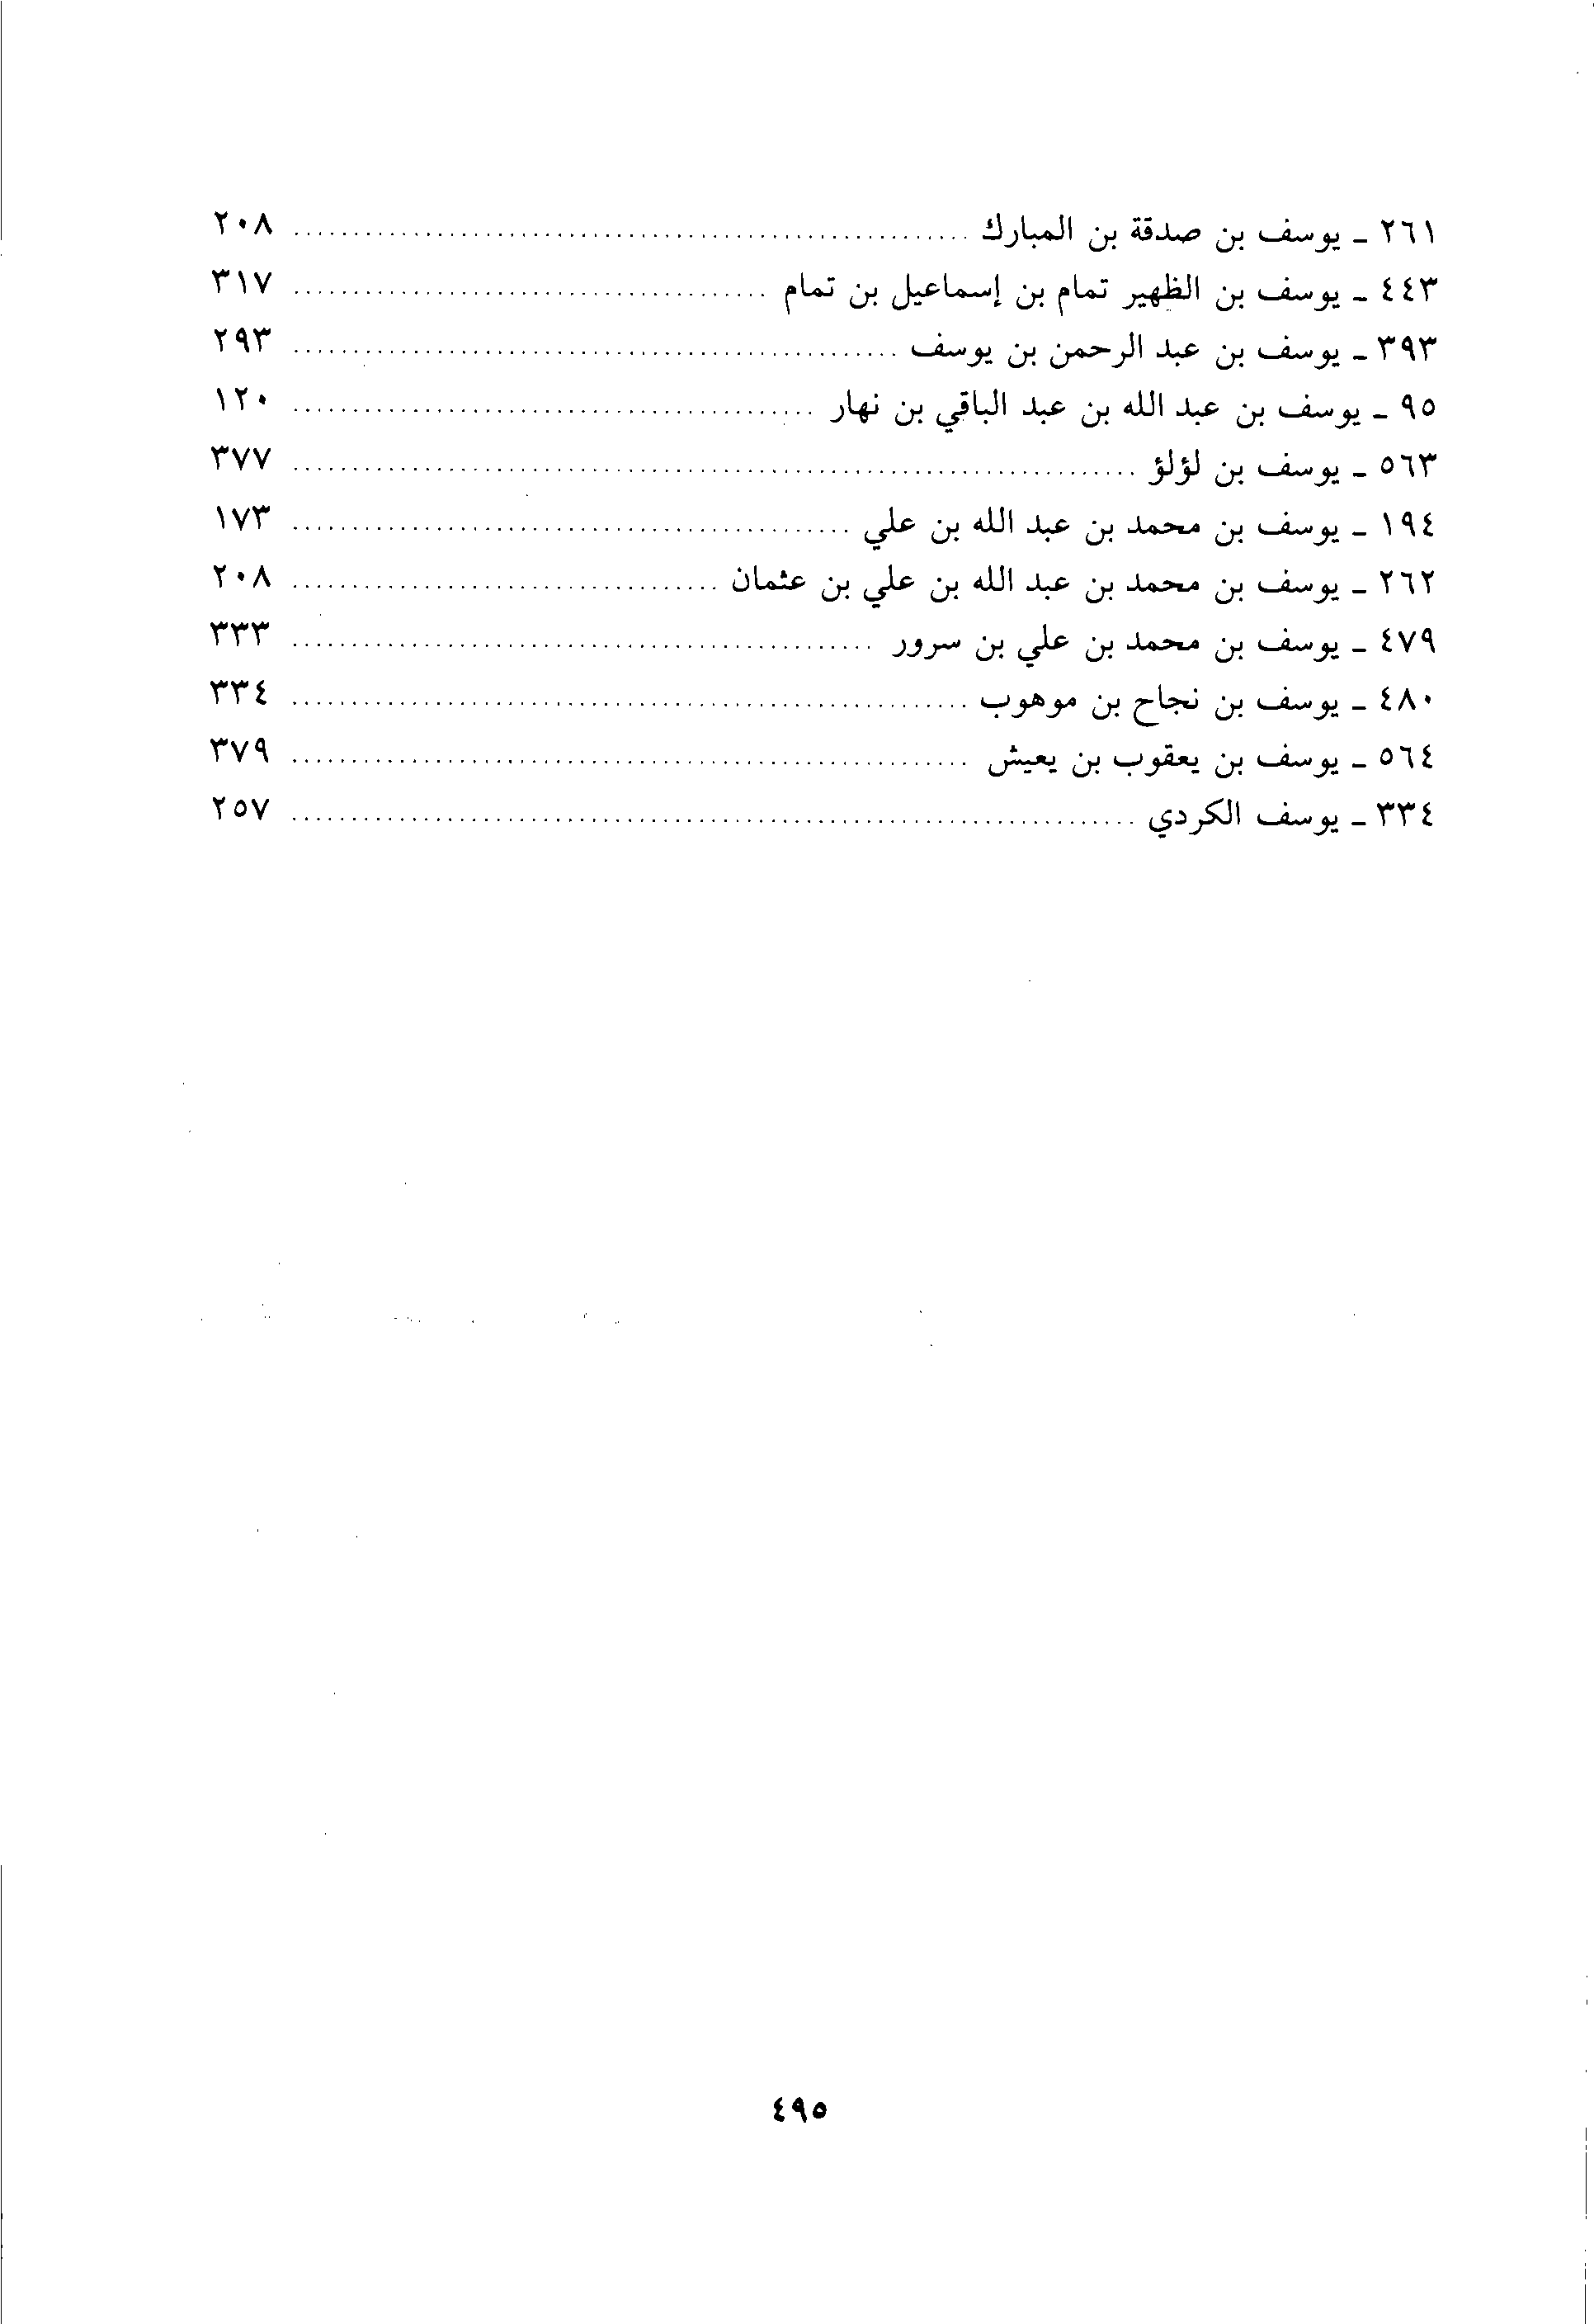 ٢٦١ ـ يوسف بن صدقة بن المبارك ........................................ ٢٠٨
٤٤٣ ـ يوسف بن الظهير تمام بن إسماعيل بن تمام ........................................ ٣١٧
٣٩٣ ـ يوسف بن عبد الرحمن بن يوسف ........................................ ٢٩٣
٩٥ ـ يوسف بن عبد الله بن عبد الباقي بن نهار ........................................ ١٢٠
٥٦٣ ـ يوسف بن لؤلؤ ........................................ ٣٧٧
١٩٤ ـ يوسف بن محمد بن عبد الله بن علي ........................................ ١٧٣
٢٦٢ ـ يوسف بن محمد بن عبد الله بن علي بن عثمان ........................................ ٢٠٨
٤٧٩ ـ يوسف بن محمد بن علي بن سرور ........................................ ٣٣٣
٤٨٠ ـ يوسف بن نجاح بن موهوب ........................................ ٣٣٤
٥٦٤ ـ يوسف بن يعقوب بن يعيش ........................................ ٣٧٩
٣٣٤ ـ يوسف الكردي ........................................ ٢٥٧
٤٩٥